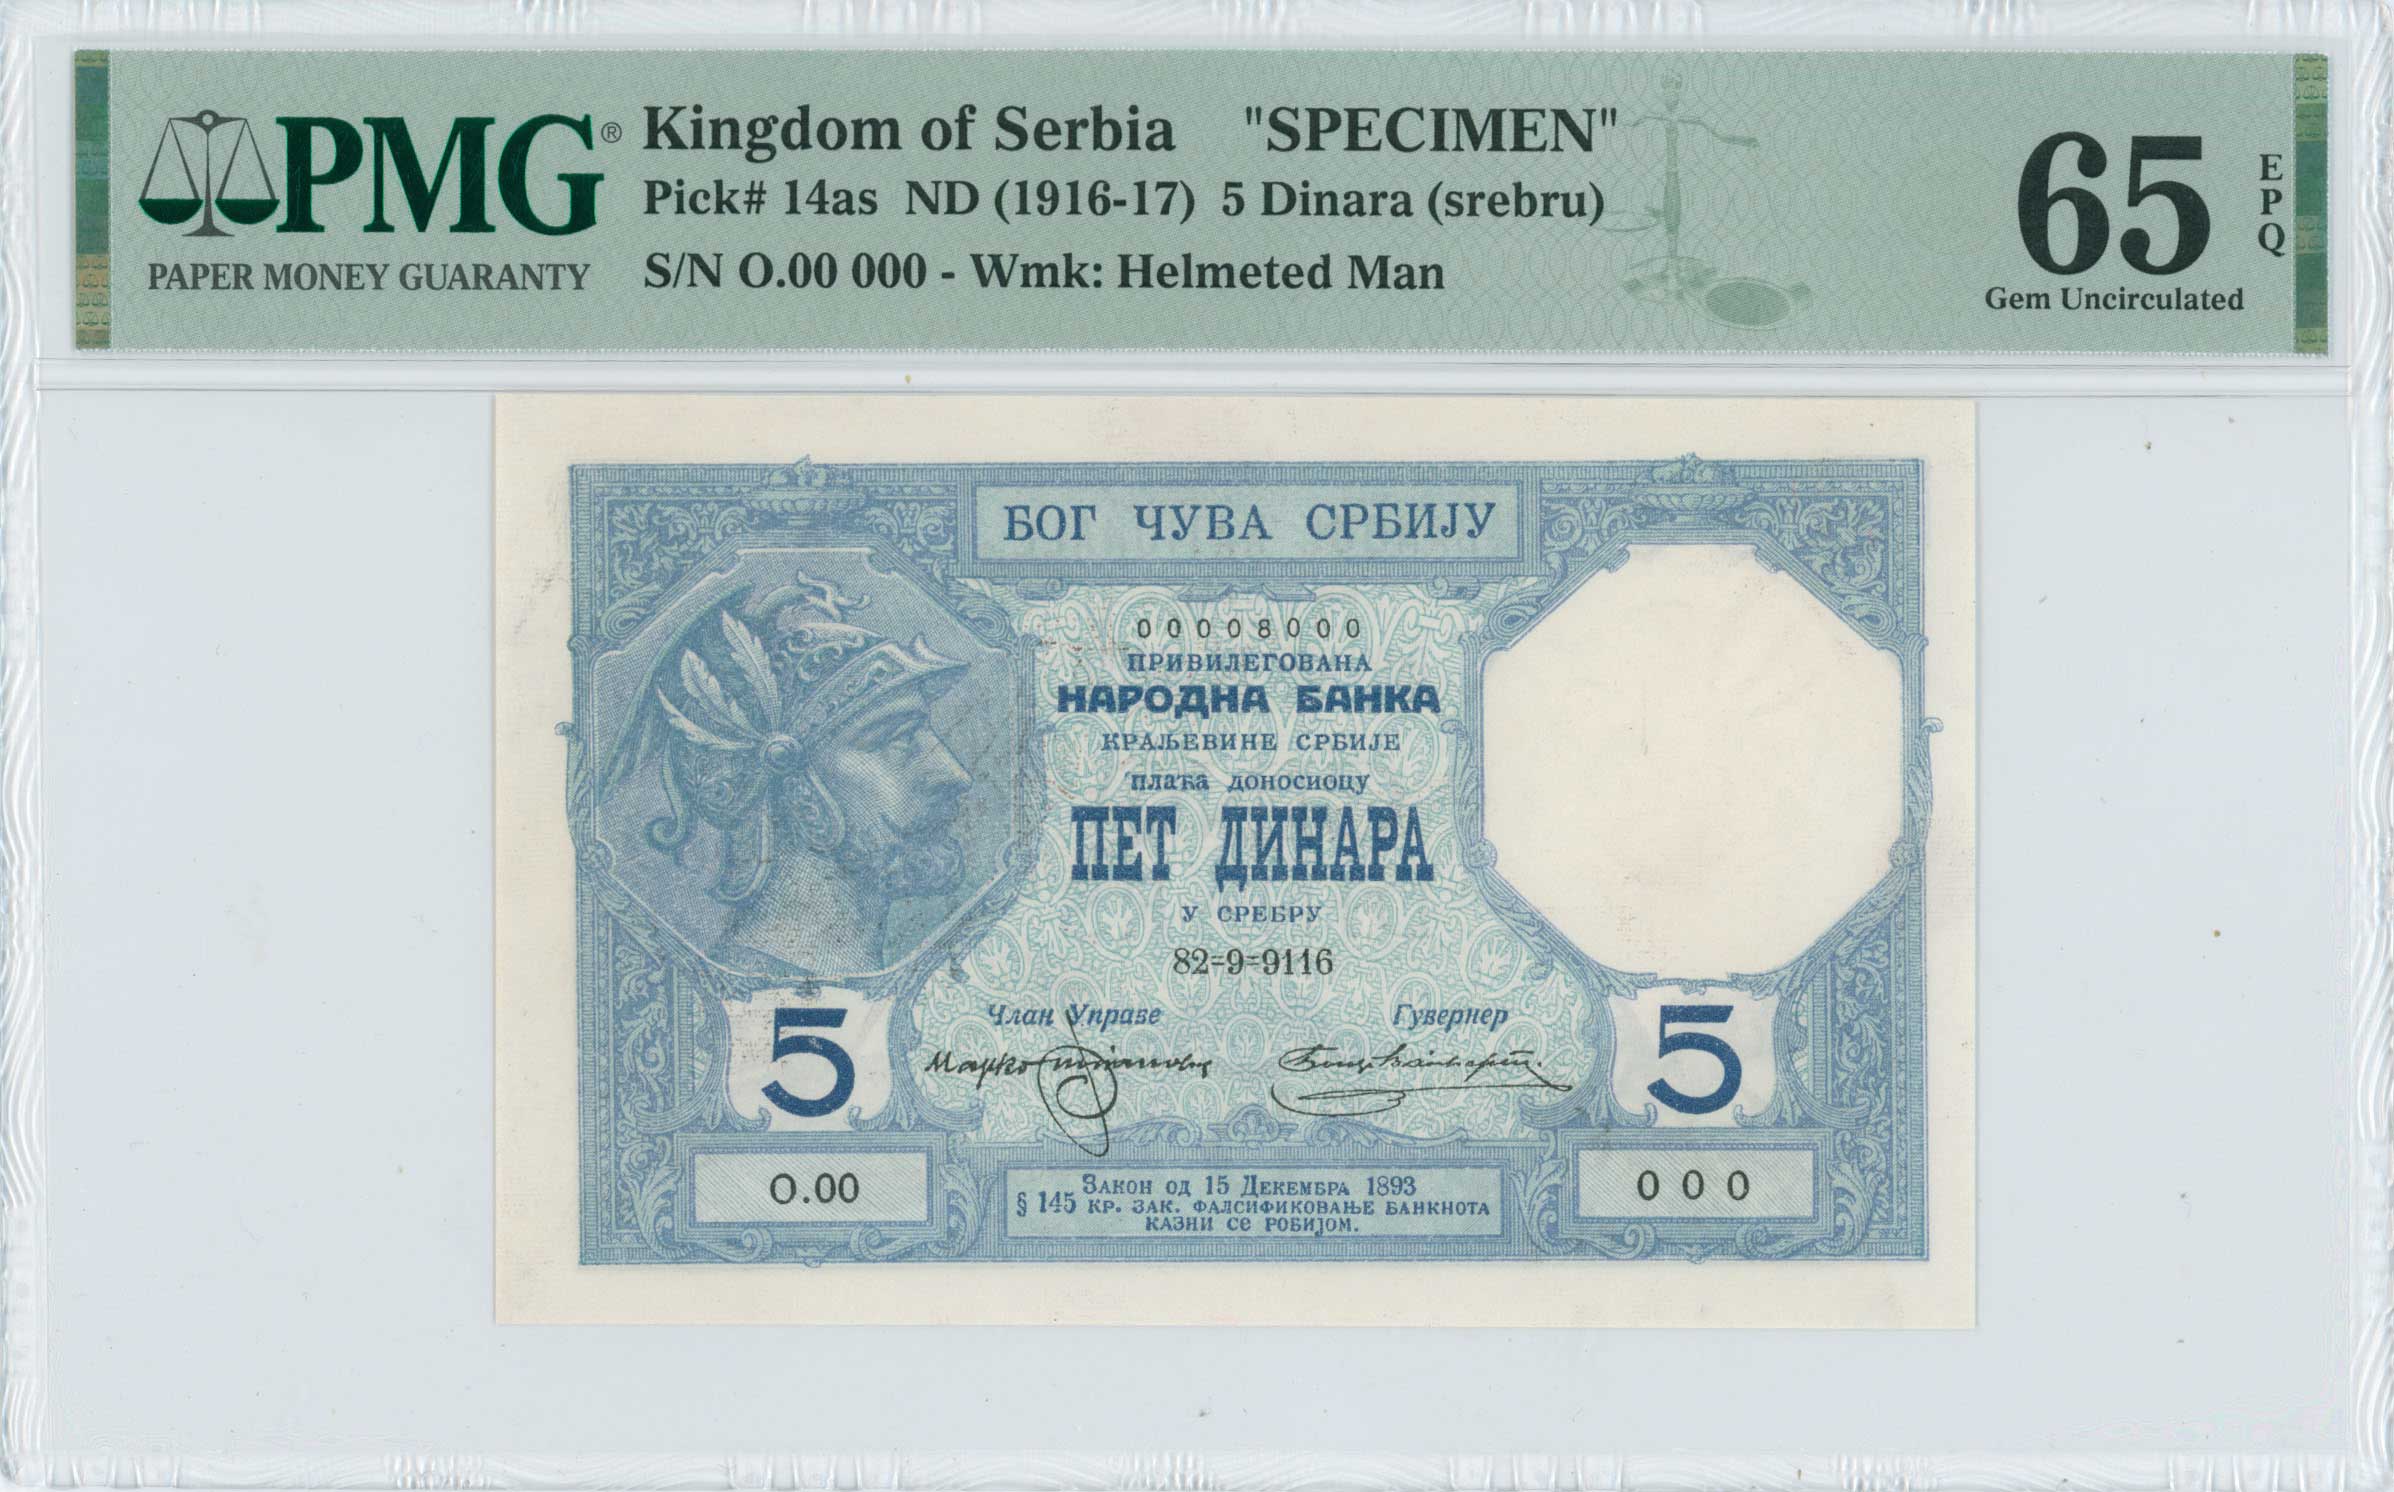 PMG® Kingdom of Serbia "SPECIMEN"
Pick# 14as ND (1916-17) 5 Dinara (srebru)
PAPER MONEY GUARANTY S/N O.00 000 - Wmk: Helmeted Man
65 EPQ
Gem Uncirculated
БОГ ЧУВА СРБИЈУ
00008000
ПРИВИЛЕГОВАНА
НАРОДНА БАНКА
КРАЉЕВИНЕ СРБИЈЕ
плаћа доносиоцу
ПЕТ ДИНАРА
У СРЕБРУ
82=9=9116
Члан Управе Гувернер
5 5
Марко
O.00 000
Закон од 15 Декембра 1893
§ 145 кр. зак. фалсификовање банкнота
казни се робијом.